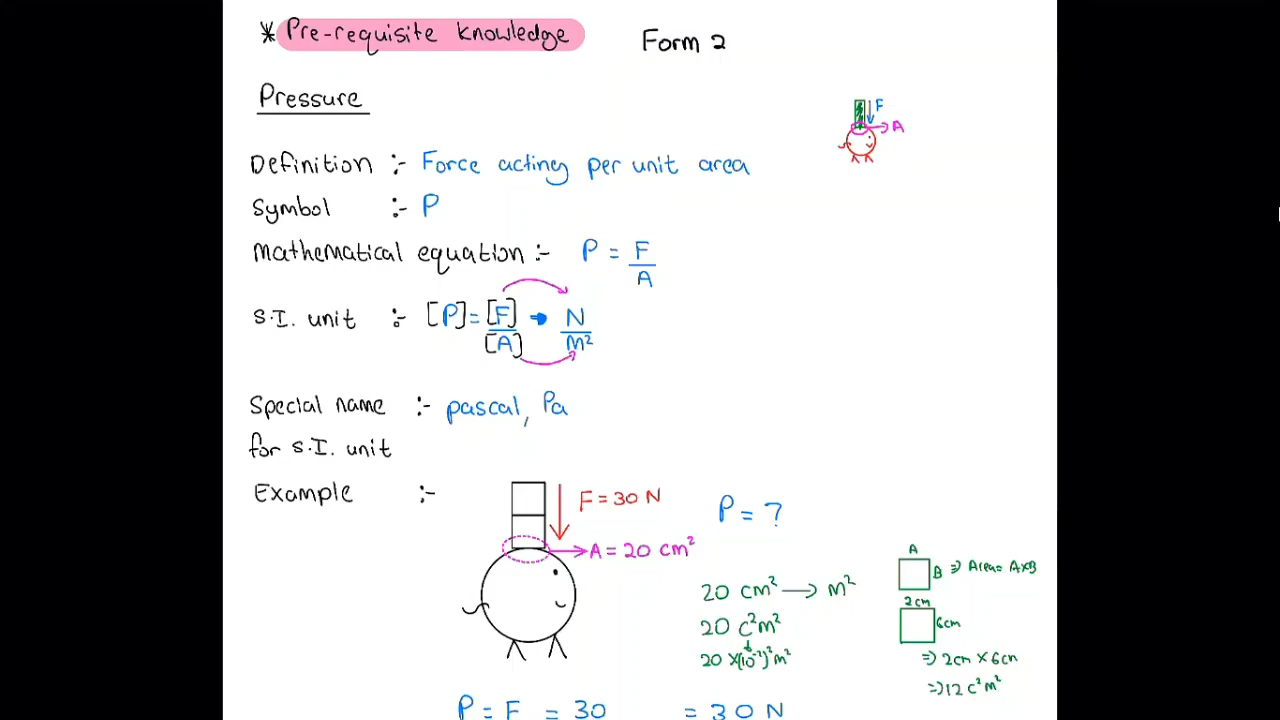 * Pre-requisite knowledge Form 2
Pressure
F
A
Definition :- Force acting per unit area
Symbol :- P
Mathematical equation :- P = F
A
S.I. unit :- [P] = [F] → N
[A] M²
Special name :- pascal, Pa
for S.I. unit
Example :-
F = 30 N
P = ?
A = 20 cm²
A
B => Area = A×B
20 cm² → m²
2cm
6cm
20 c²m²
20 ×(10⁻²)²m²
=> 2cm × 6cm
=> 12 c²m²
P = F = 30 = 30 N